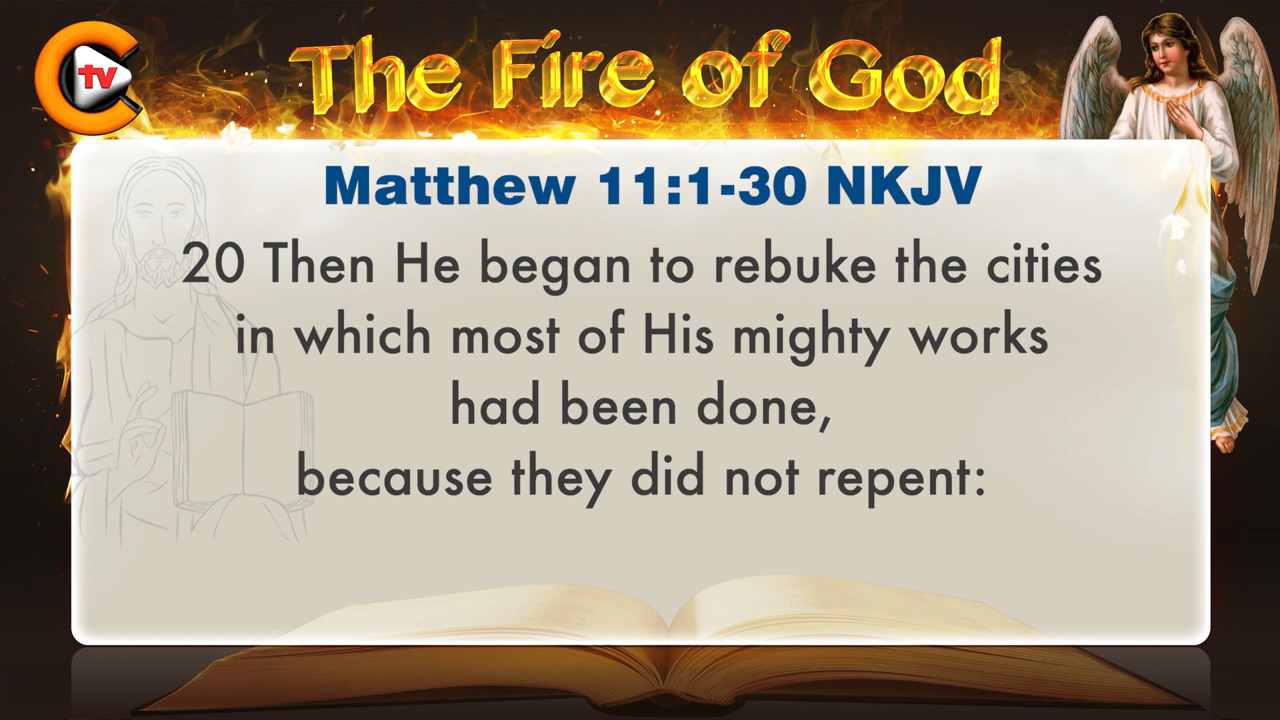 tv
The Fire of God
Matthew 11:1-30 NKJV
20 Then He began to rebuke the cities
in which most of His mighty works
had been done,
because they did not repent: